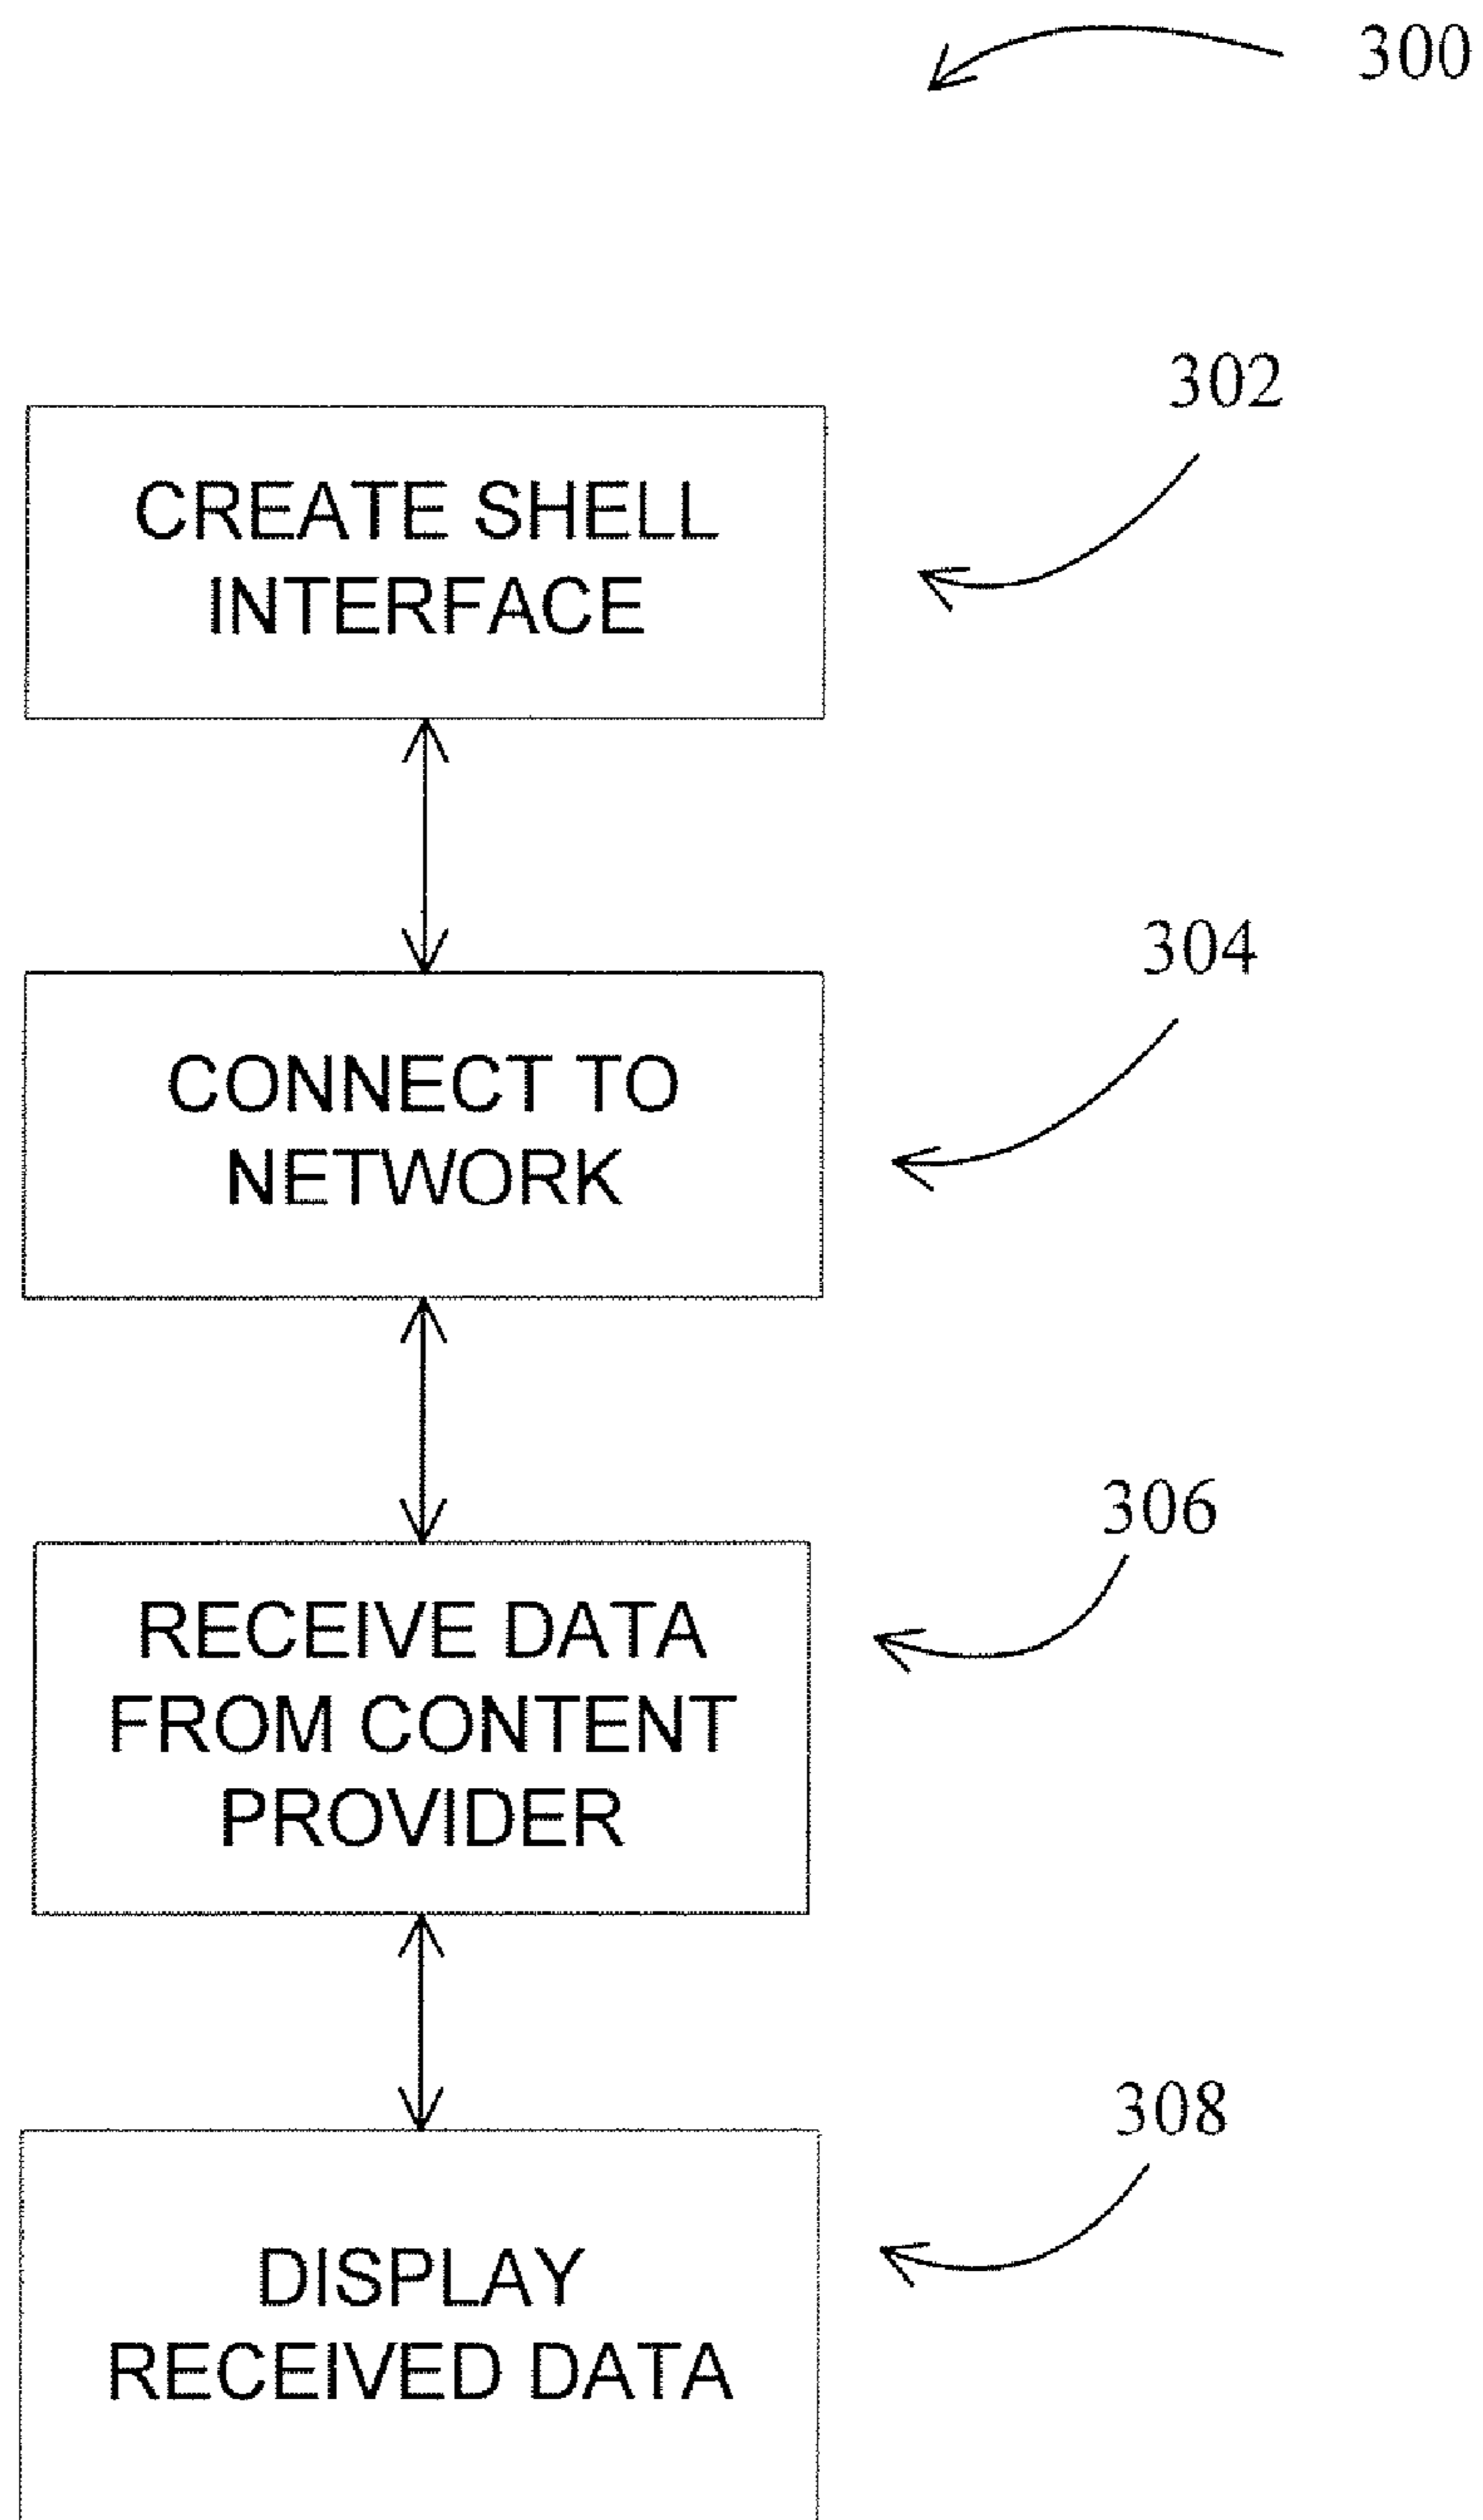 300
302
CREATE SHELL
INTERFACE
304
CONNECT TO
NETWORK
306
RECEIVE DATA
FROM CONTENT
PROVIDER
308
DISPLAY
RECEIVED DATA